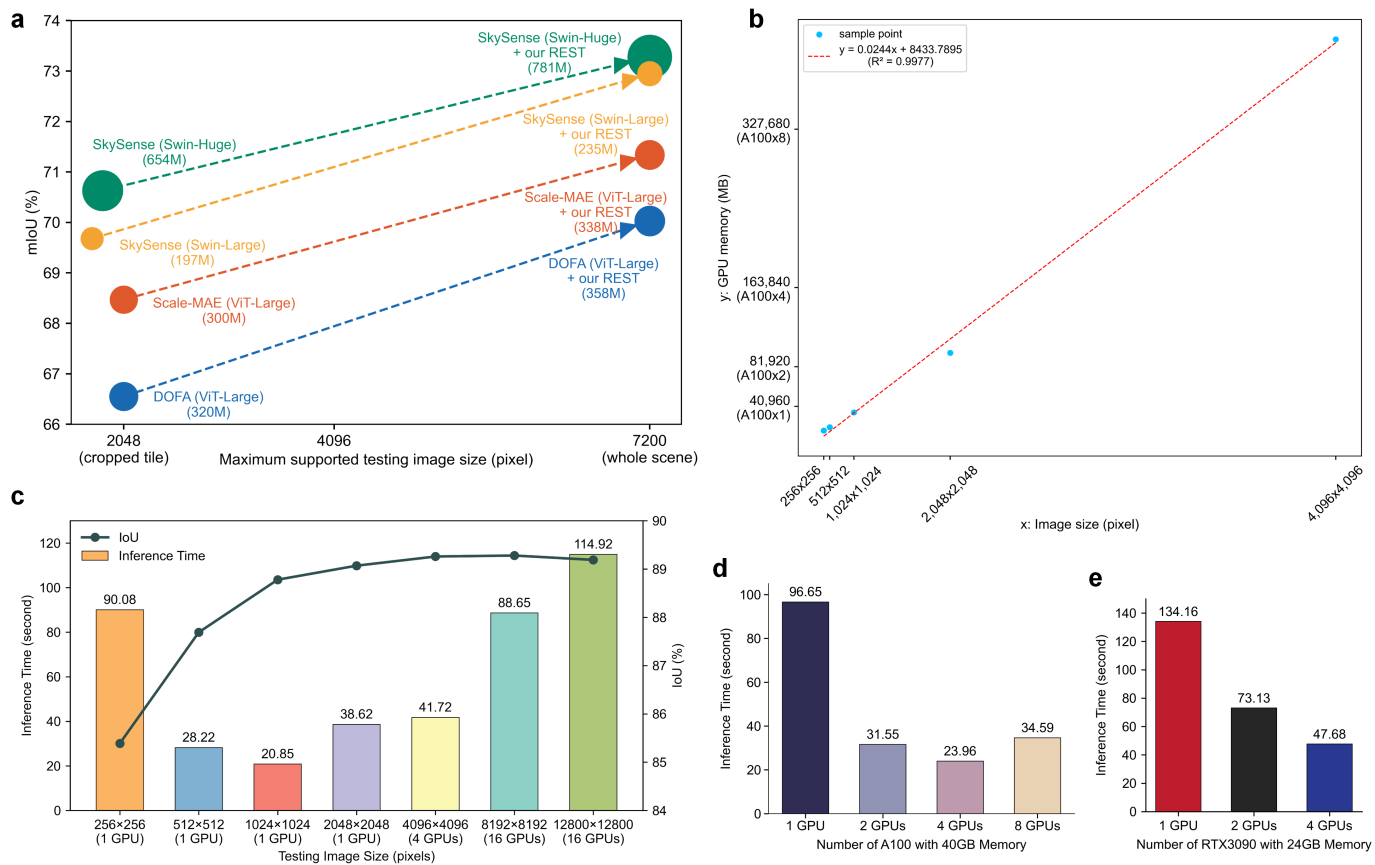 a
74
73
72
71
70
69
68
67
66
mIoU (%)
SkySense (Swin-Huge)
+ our REST
(781M)
SkySense (Swin-Large)
+ our REST
(235M)
SkySense (Swin-Huge)
(654M)
Scale-MAE (ViT-Large)
+ our REST
(338M)
SkySense (Swin-Large)
(197M)
DOFA (ViT-Large)
+ our REST
(358M)
Scale-MAE (ViT-Large)
(300M)
DOFA (ViT-Large)
(320M)
2048
(cropped tile)
4096
7200
(whole scene)
Maximum supported testing image size (pixel)
b
sample point
y = 0.0244x + 8433.7895
(R² = 0.9977)
y: GPU memory (MB)
327,680
(A100x8)
163,840
(A100x4)
81,920
(A100x2)
40,960
(A100x1)
256x256
512x512
1,024x1,024
2,048x2,048
4,096x4,096
x: Image size (pixel)
c
IoU
Inference Time
Inference Time (second)
120
100
80
60
40
20
0
90.08
28.22
20.85
38.62
41.72
88.65
114.92
90
89
88
87
86
85
84
IoU (%)
256×256
(1 GPU)
512×512
(1 GPU)
1024×1024
(1 GPU)
2048×2048
(1 GPU)
4096×4096
(4 GPUs)
8192×8192
(16 GPUs)
12800×12800
(16 GPUs)
Testing Image Size (pixels)
d
Inference Time (second)
100
80
60
40
20
0
96.65
31.55
23.96
34.59
1 GPU
2 GPUs
4 GPUs
8 GPUs
Number of A100 with 40GB Memory
e
Inference Time (second)
140
120
100
80
60
40
20
0
134.16
73.13
47.68
1 GPU
2 GPUs
4 GPUs
Number of RTX3090 with 24GB Memory